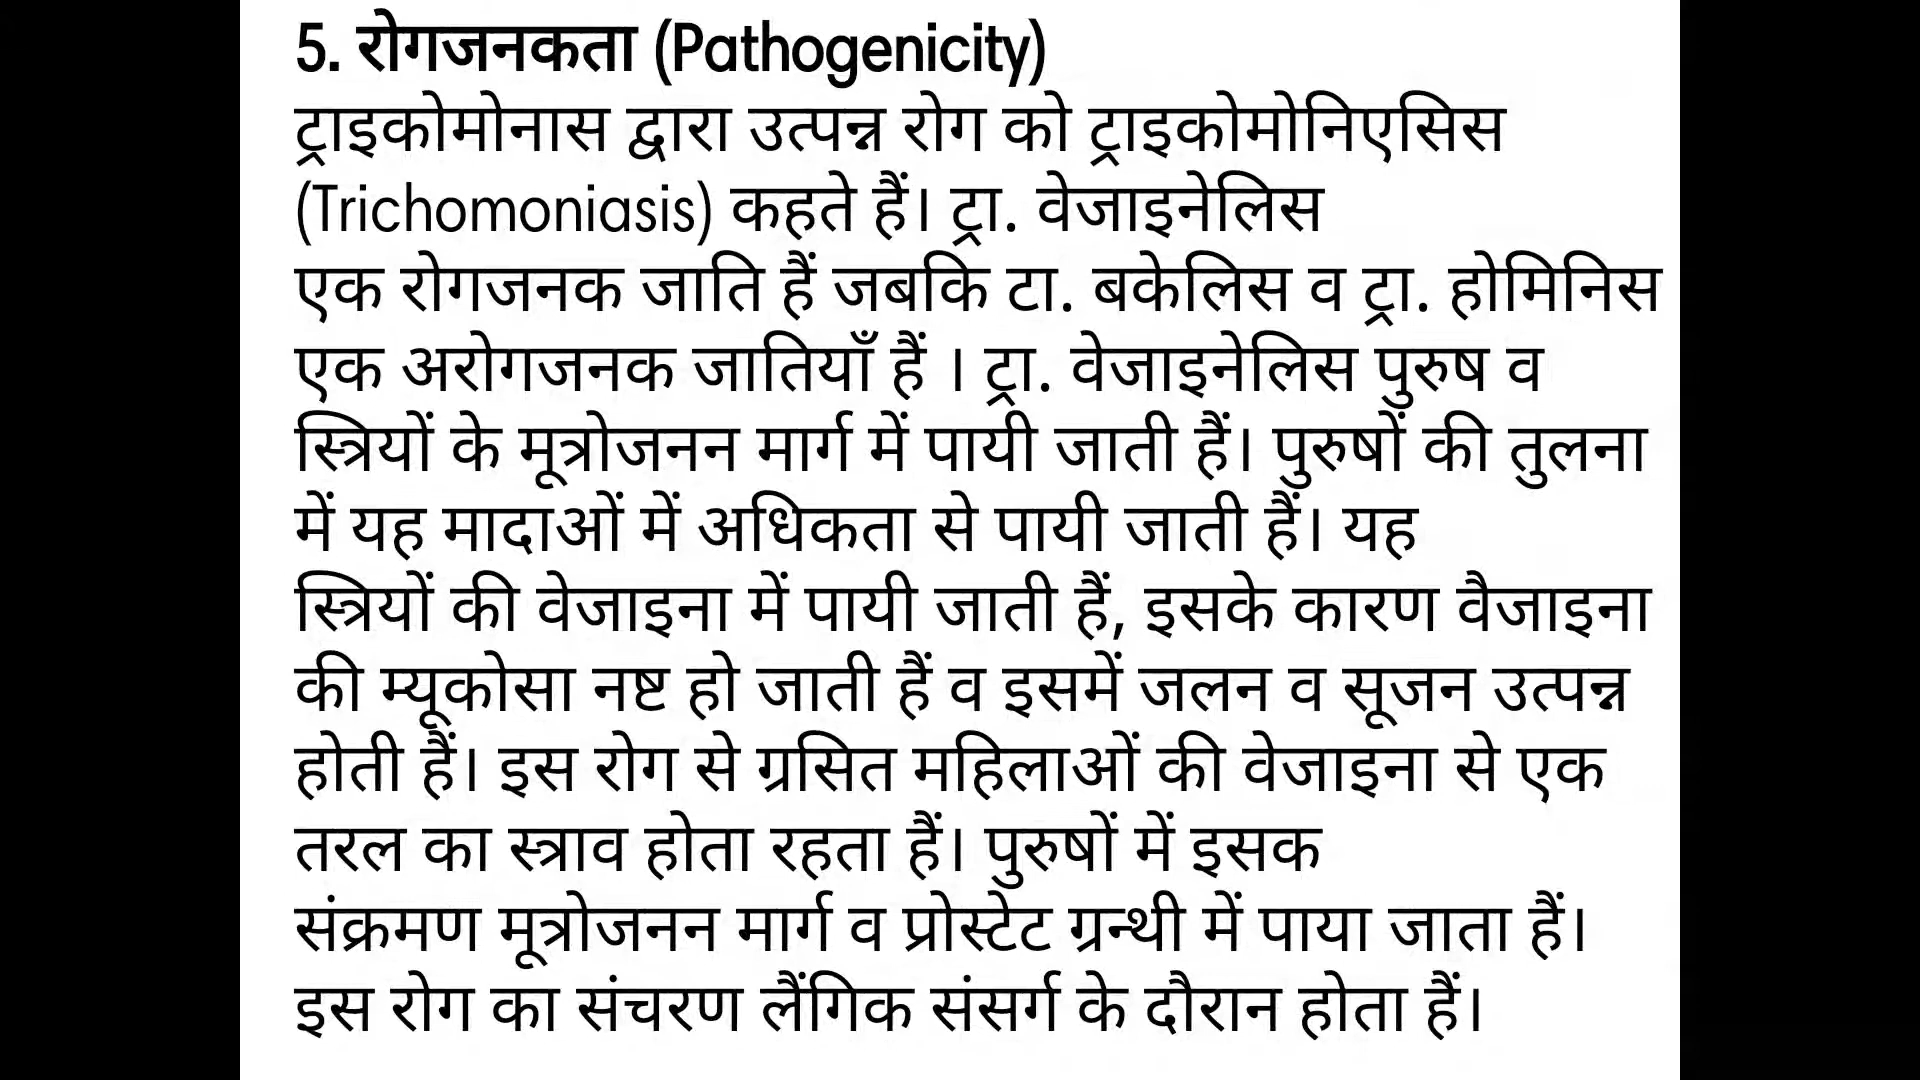 5. रोगजनकता (Pathogenicity)
ट्राइकोमोनास द्वारा उत्पन्न रोग को ट्राइकोमोनिएसिस
(Trichomoniasis) कहते हैं। ट्रा. वेजाइनेलिस
एक रोगजनक जाति हैं जबकि टा. बकेलिस व ट्रा. होमिनिस
एक अरोगजनक जातियाँ हैं । ट्रा. वेजाइनेलिस पुरुष व
स्त्रियों के मूत्रोजनन मार्ग में पायी जाती हैं। पुरुषों की तुलना
में यह मादाओं में अधिकता से पायी जाती हैं। यह
स्त्रियों की वेजाइना में पायी जाती हैं, इसके कारण वैजाइना
की म्यूकोसा नष्ट हो जाती हैं व इसमें जलन व सूजन उत्पन्न
होती हैं। इस रोग से ग्रसित महिलाओं की वेजाइना से एक
तरल का स्त्राव होता रहता हैं। पुरुषों में इसक
संक्रमण मूत्रोजनन मार्ग व प्रोस्टेट ग्रन्थी में पाया जाता हैं।
इस रोग का संचरण लैंगिक संसर्ग के दौरान होता हैं।